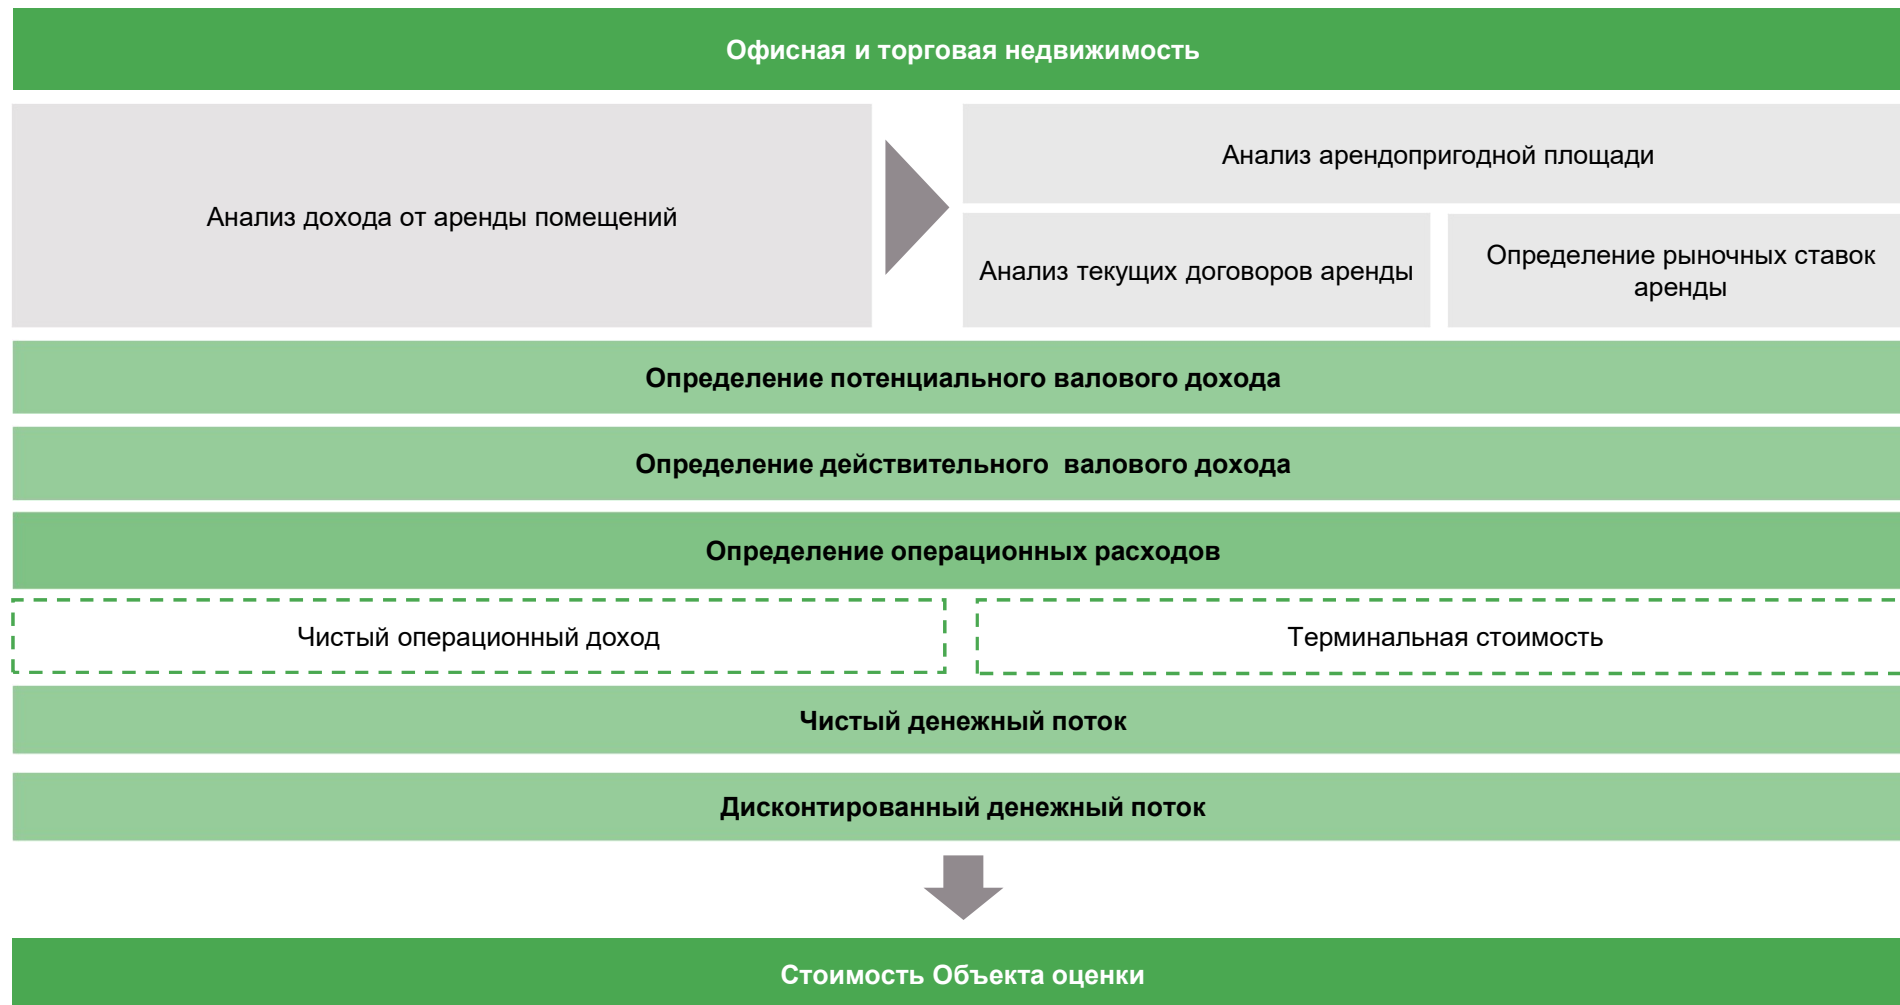 Офисная и торговая недвижимость
Анализ дохода от аренды помещений
Анализ арендопригодной площади
Анализ текущих договоров аренды
Определение рыночных ставок
аренды
Определение потенциального валового дохода
Определение действительного валового дохода
Определение операционных расходов
Чистый операционный доход
Терминальная стоимость
Чистый денежный поток
Дисконтированный денежный поток
Стоимость Объекта оценки